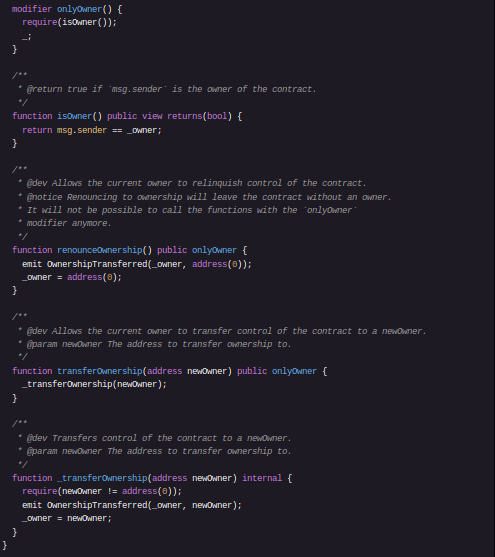 modifier onlyOwner() {
require(isOwner());
_;
}
/**
* @return true if `msg.sender` is the owner of the contract.
*/
function isOwner() public view returns(bool) {
return msg.sender == _owner;
}
/**
* @dev Allows the current owner to relinquish control of the contract.
* @notice Renouncing to ownership will leave the contract without an owner.
* It will not be possible to call the functions with the `onlyOwner`
* modifier anymore.
*/
function renounceOwnership() public onlyOwner {
emit OwnershipTransferred(_owner, address(0));
_owner = address(0);
}
/**
* @dev Allows the current owner to transfer control of the contract to a newOwner.
* @param newOwner The address to transfer ownership to.
*/
function transferOwnership(address newOwner) public onlyOwner {
_transferOwnership(newOwner);
}
/**
* @dev Transfers control of the contract to a newOwner.
* @param newOwner The address to transfer ownership to.
*/
function _transferOwnership(address newOwner) internal {
require(newOwner != address(0));
emit OwnershipTransferred(_owner, newOwner);
_owner = newOwner;
}
}